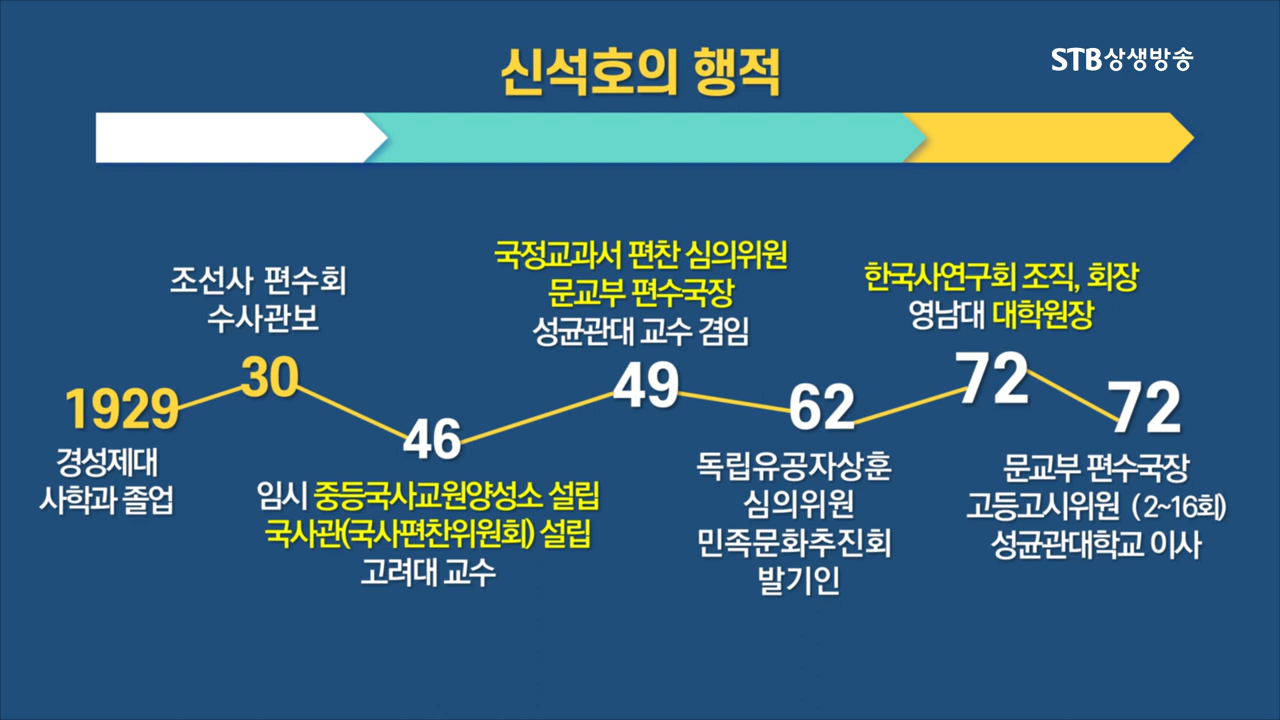 신석호의 행적
STB상생방송
1929
경성제대
사학과 졸업
조선사 편수회
수사관보
30
46
임시 중등국사교원양성소 설립
국사관(국사편찬위원회) 설립
고려대 교수
국정교과서 편찬 심의위원
문교부 편수국장
성균관대 교수 겸임
49
62
독립유공자상훈
심의위원
민족문화추진회
발기인
한국사연구회 조직, 회장
영남대 대학원장
72
72
문교부 편수국장
고등고시위원 (2~16회)
성균관대학교 이사